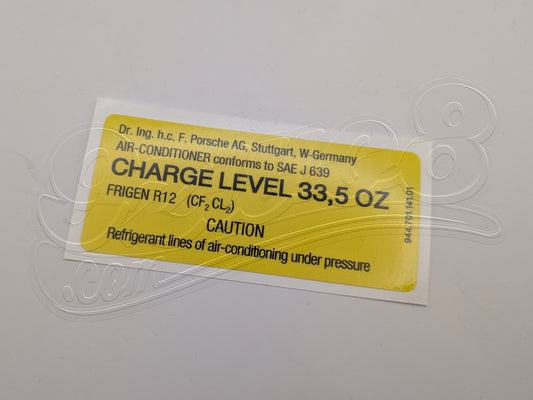 Dr. Ing. h.c. F. Porsche AG, Stuttgart, W-Germany
AIR-CONDITIONER conforms to SAE J 639
CHARGE LEVEL 33,5 OZ
FRIGEN R12 (CF₂ CL₂)
CAUTION
Refrigerant lines of air-conditioning under pressure
944.701.141.01
.com